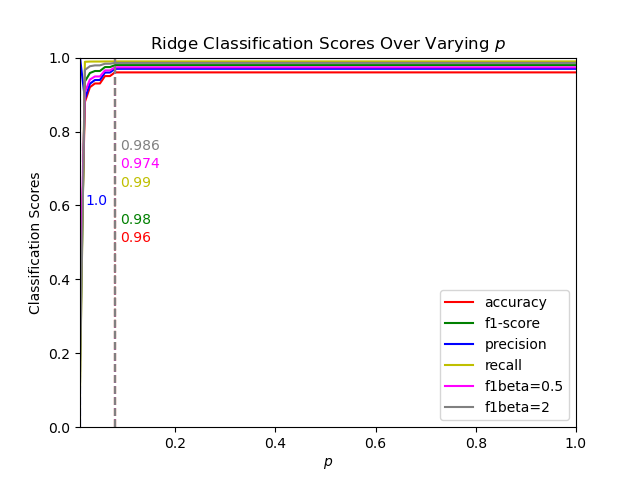 Ridge Classification Scores Over Varying p
1.0
0.8
0.6
0.4
0.2
0.0
Classification Scores
0.986
0.974
0.99
1.0
0.98
0.96
accuracy
f1-score
precision
recall
f1beta=0.5
f1beta=2
0.2
0.4
0.6
0.8
1.0
p